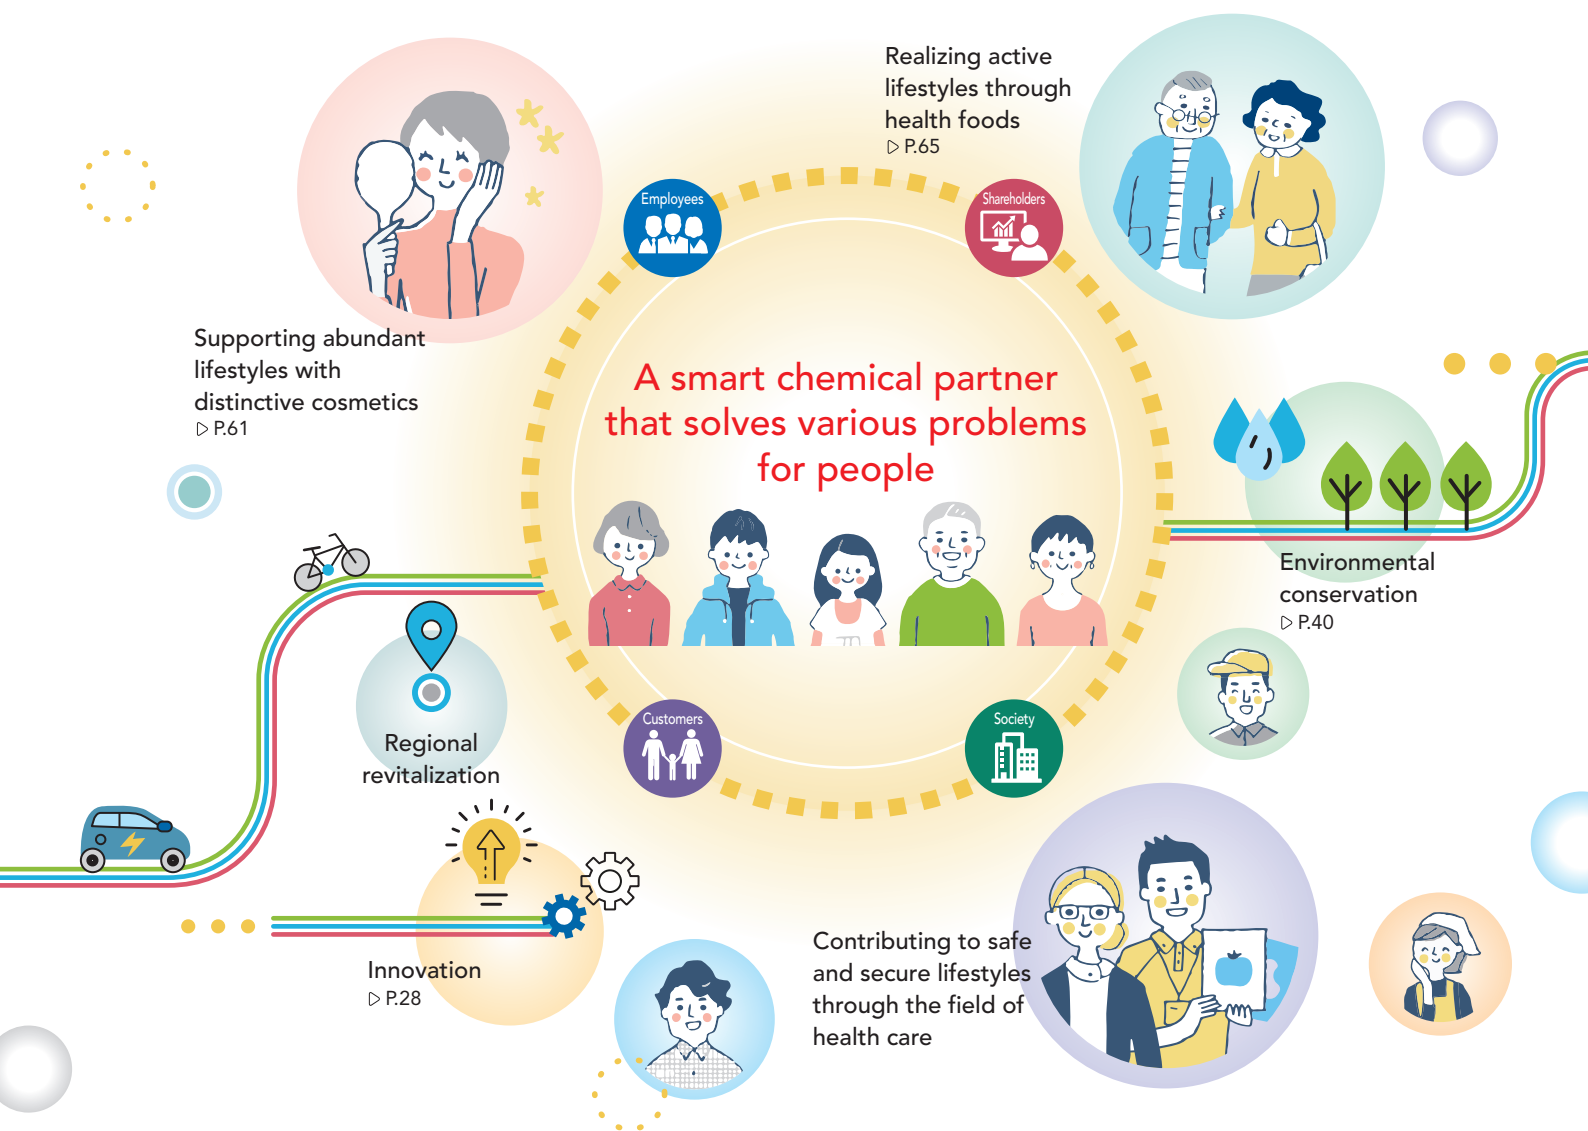 Realizing active
lifestyles through
health foods
▷ P.65
Employees
Shareholders
Supporting abundant
lifestyles with
distinctive cosmetics
▷ P.61
A smart chemical partner
that solves various problems
for people
Environmental
conservation
▷ P.40
Regional
revitalization
Customers
Society
Innovation
▷ P.28
Contributing to safe
and secure lifestyles
through the field of
health care